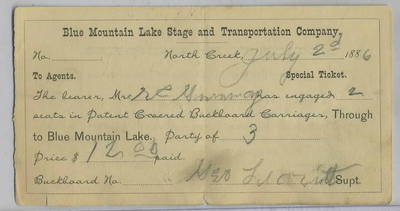 Blue Mountain Lake Stage and Transportation Company,
No. North Creek, July 2d 1886
To Agents. Special Ticket.
The bearer, Mr. has engaged 2
seats in Patent Covered Buckboard Carriages, Through
to Blue Mountain Lake. Party of 3
Price $ 12.00 paid.
Buckboard No. Geo Supt.